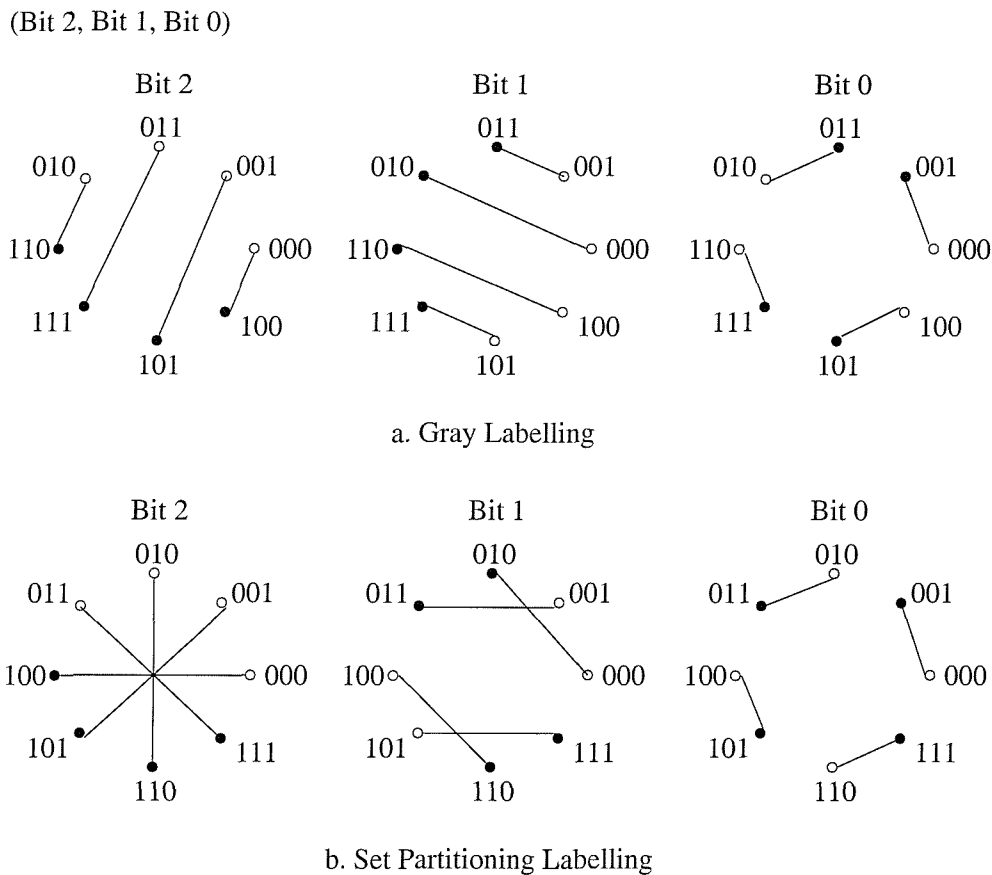 (Bit 2, Bit 1, Bit 0)
Bit 2 Bit 1 Bit 0
011 011 011
010 001 010 001 010 001
110 000 110 000 110 000
111 100 111 100 111 100
101 101 101
a. Gray Labelling
Bit 2 Bit 1 Bit 0
010 010 010
011 001 011 001 011 001
100 000 100 000 100 000
101 111 101 111 101 111
110 110 110
b. Set Partitioning Labelling